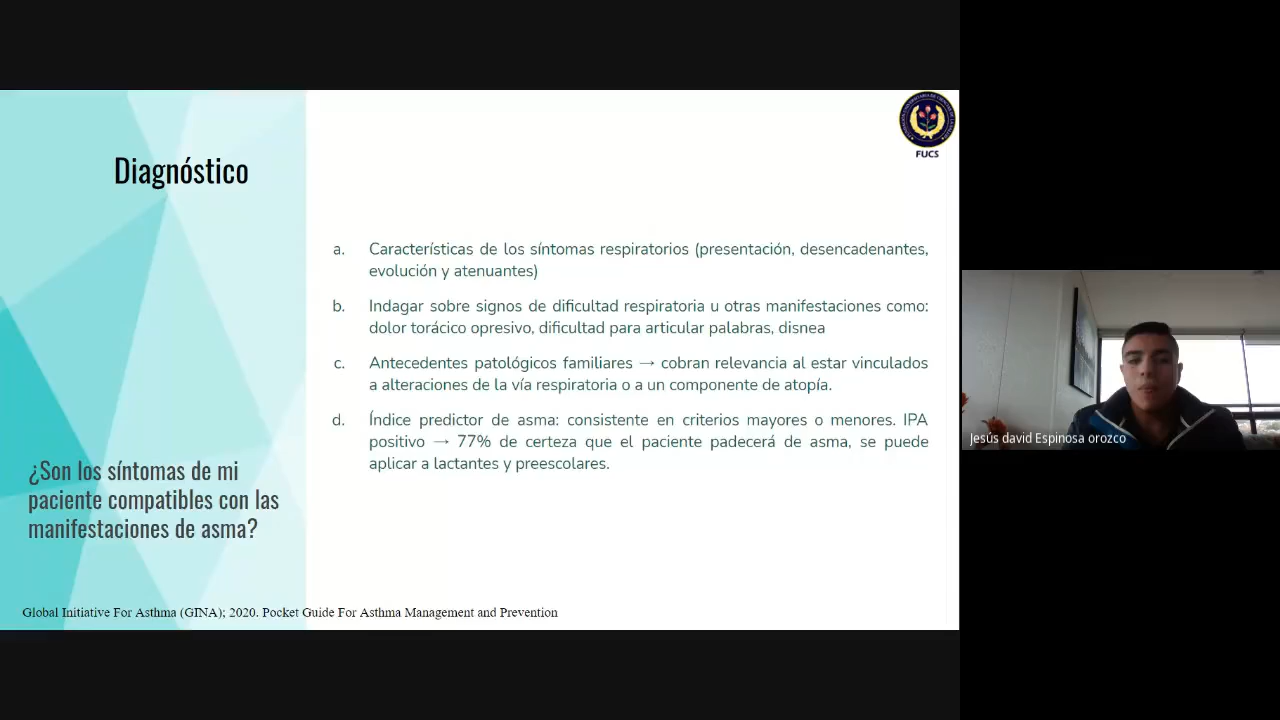 Diagnóstico
FUCS
a. Características de los síntomas respiratorios (presentación, desencadenantes,
evolución y atenuantes)
b. Indagar sobre signos de dificultad respiratoria u otras manifestaciones como:
dolor torácico opresivo, dificultad para articular palabras, disnea
c. Antecedentes patológicos familiares → cobran relevancia al estar vinculados
a alteraciones de la vía respiratoria o a un componente de atopía.
d. Índice predictor de asma: consistente en criterios mayores o menores. IPA
positivo → 77% de certeza que el paciente padecerá de asma, se puede
aplicar a lactantes y preescolares.
¿Son los síntomas de mi
paciente compatibles con las
manifestaciones de asma?
Global Initiative For Asthma (GINA); 2020. Pocket Guide For Asthma Management and Prevention
Jesús david Espinosa orozco